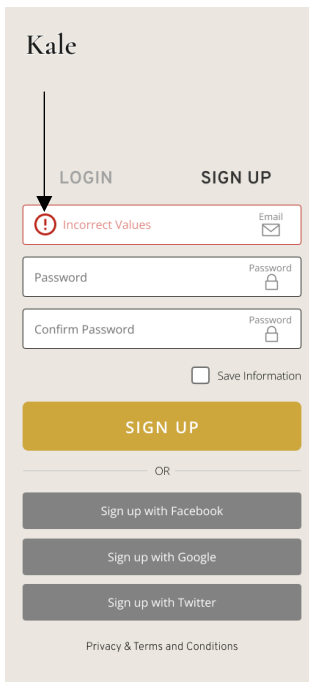 Kale
LOGIN SIGN UP
Incorrect Values Email
Password Password
Confirm Password Password
Save Information
SIGN UP
OR
Sign up with Facebook
Sign up with Google
Sign up with Twitter
Privacy & Terms and Conditions